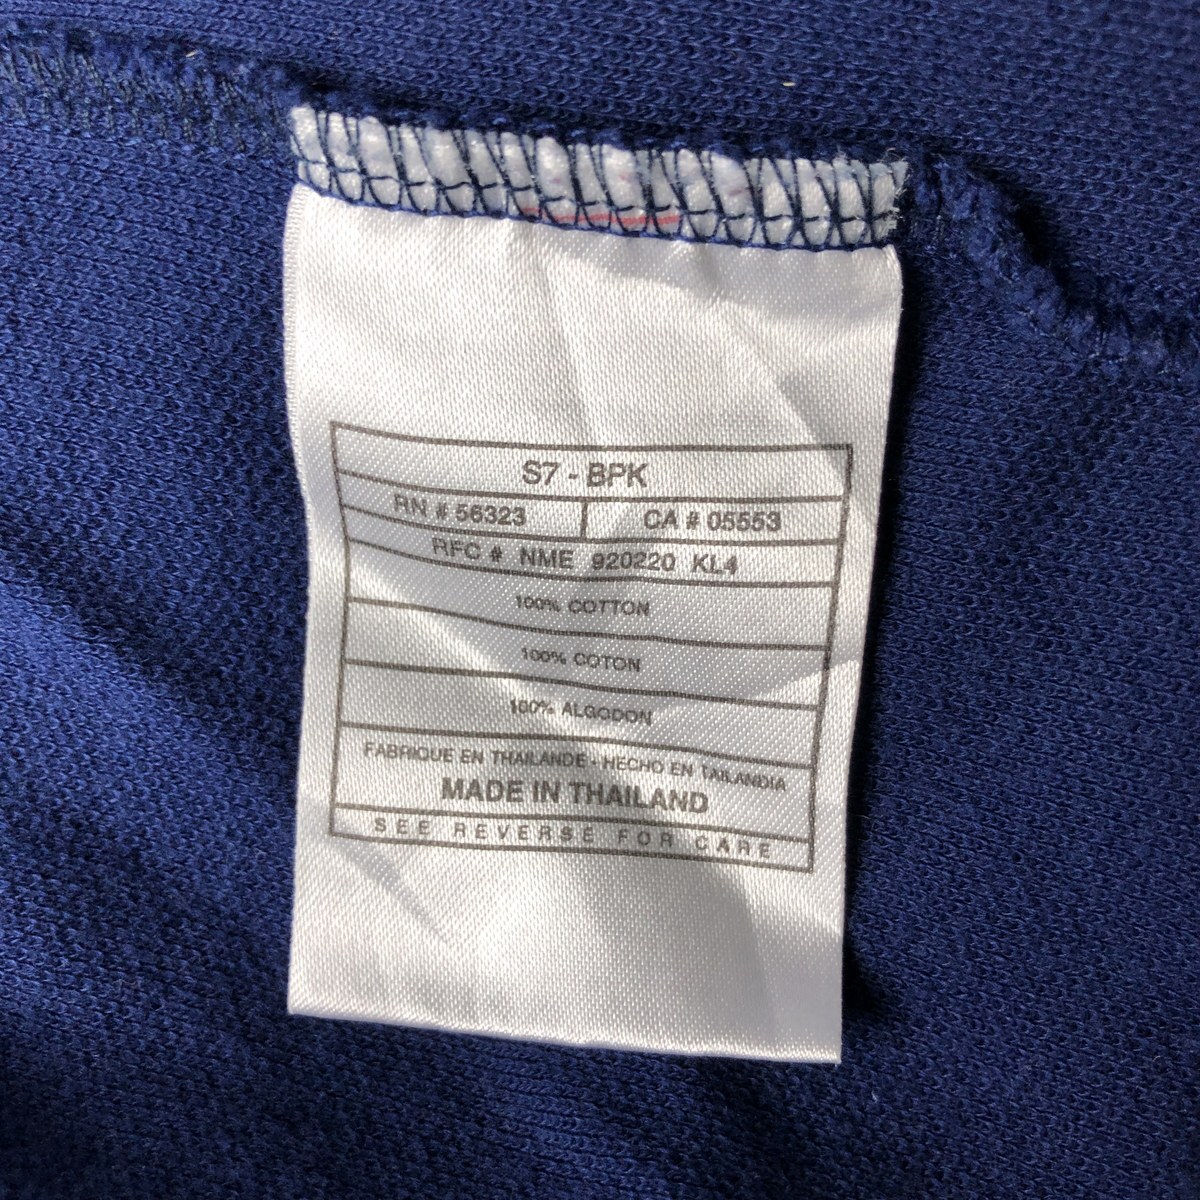 S7 - BPK
RN # 56323 CA # 05553
RFC # NME 920220 KL4
100% COTTON
100% COTON
100% ALGODON
FABRIQUE EN THAILANDE - HECHO EN TAILANDIA
MADE IN THAILAND
SEE REVERSE FOR CARE